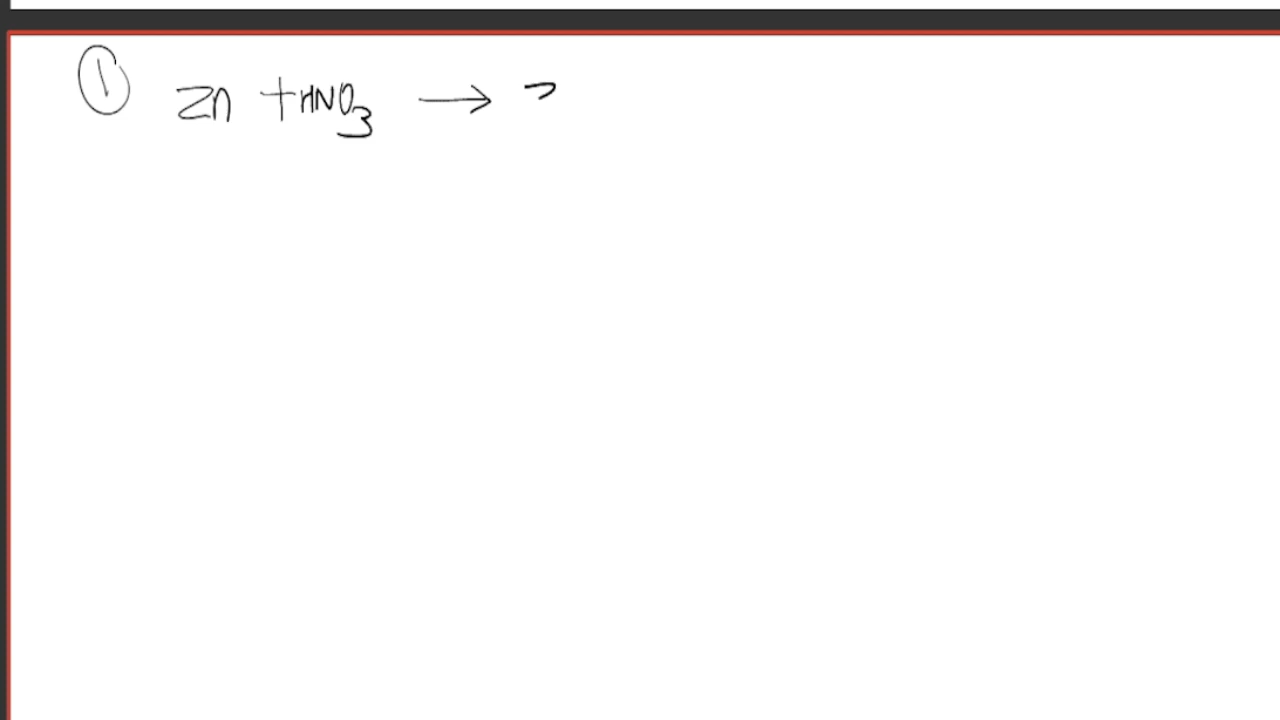 ① Zn + HNO₃ →